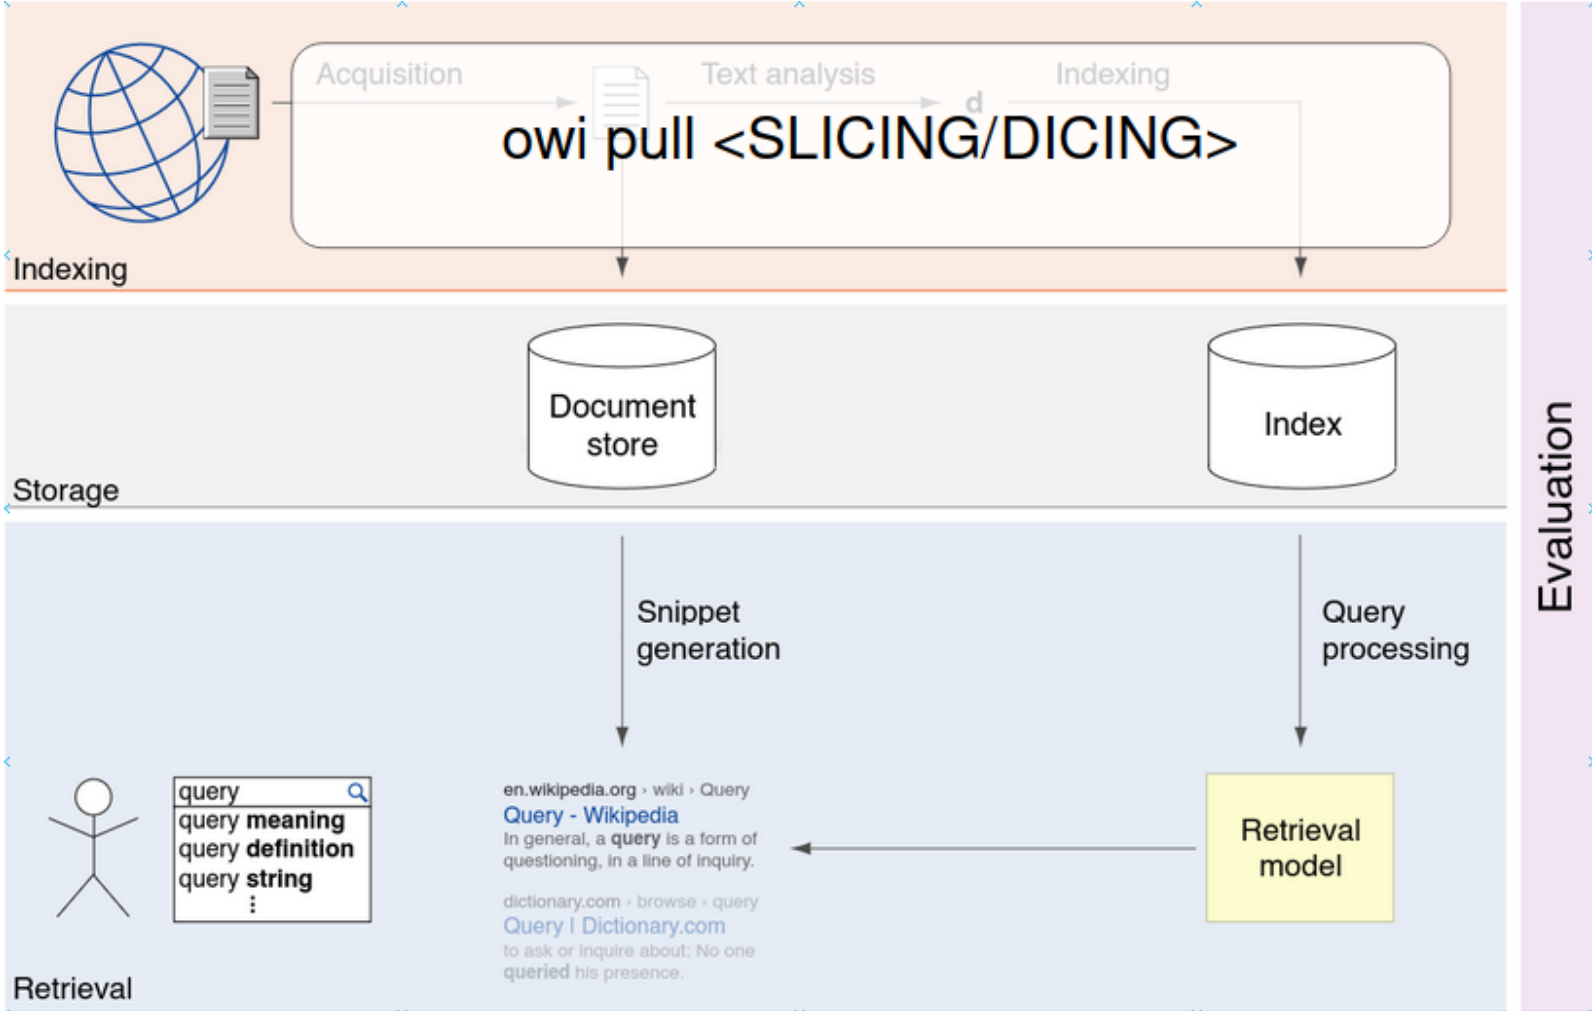 Acquisition
Text analysis
d
Indexing
owi pull <SLICING/DICING>
Indexing
Document
store
Index
Storage
Snippet
generation
Query
processing
query
query meaning
query definition
query string
⋮
en.wikipedia.org › wiki › Query
Query - Wikipedia
In general, a query is a form of
questioning, in a line of inquiry.
dictionary.com › browse › query
Query | Dictionary.com
to ask or inquire about: No one
queried his presence.
Retrieval
model
Retrieval
Evaluation